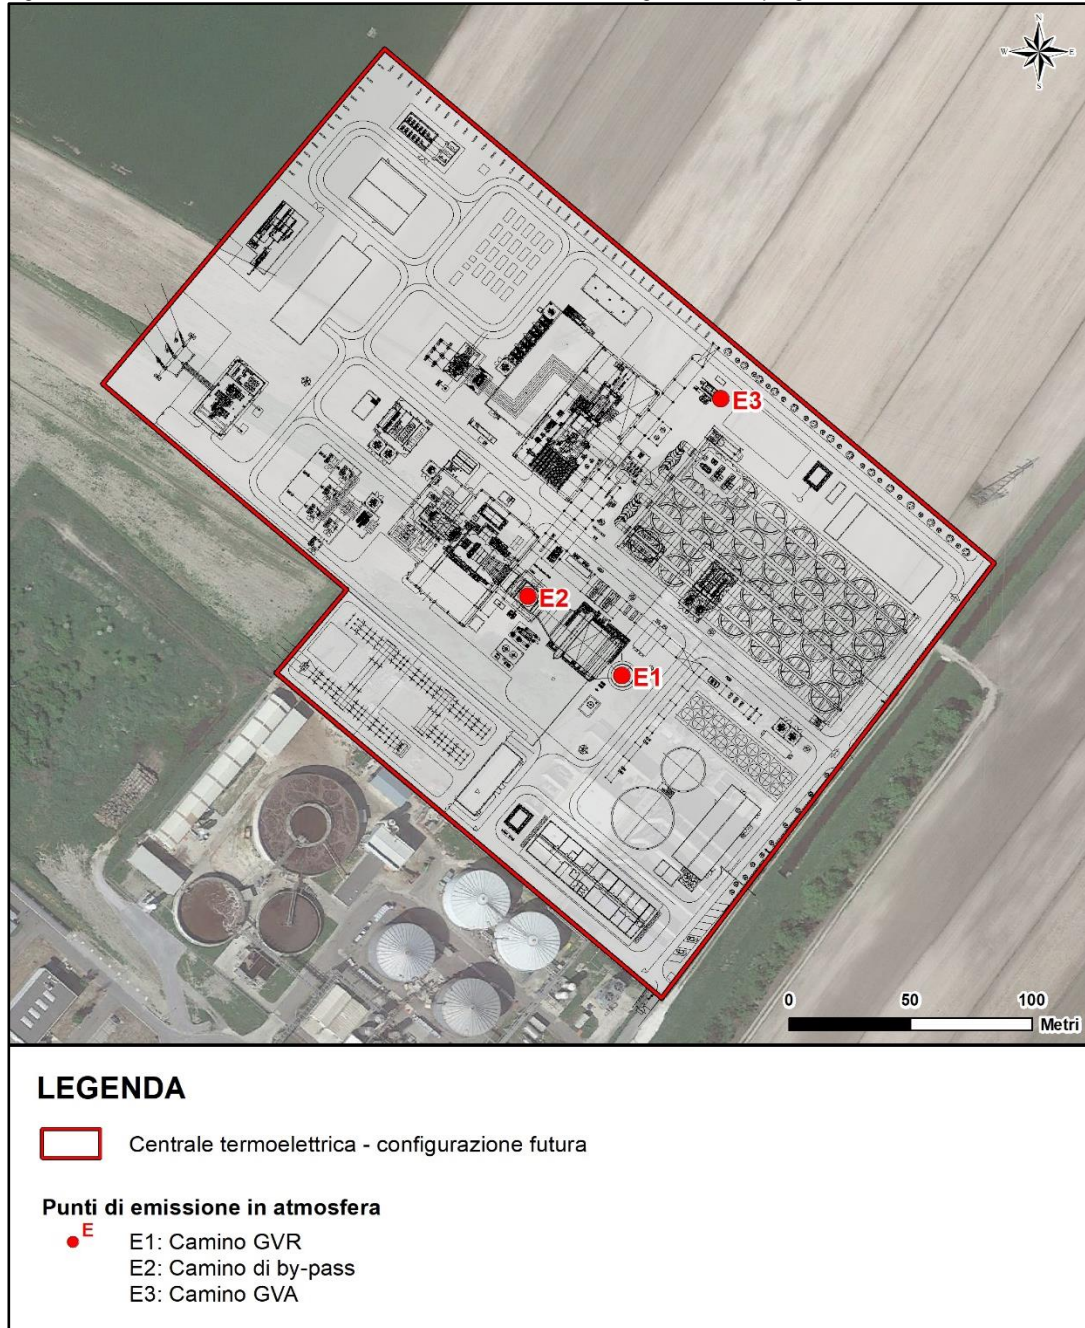 N
W E
S
E3
E2
E1
0 50 100
Metri
LEGENDA
Centrale termoelettrica - configurazione futura
Punti di emissione in atmosfera
E
E1: Camino GVR
E2: Camino di by-pass
E3: Camino GVA